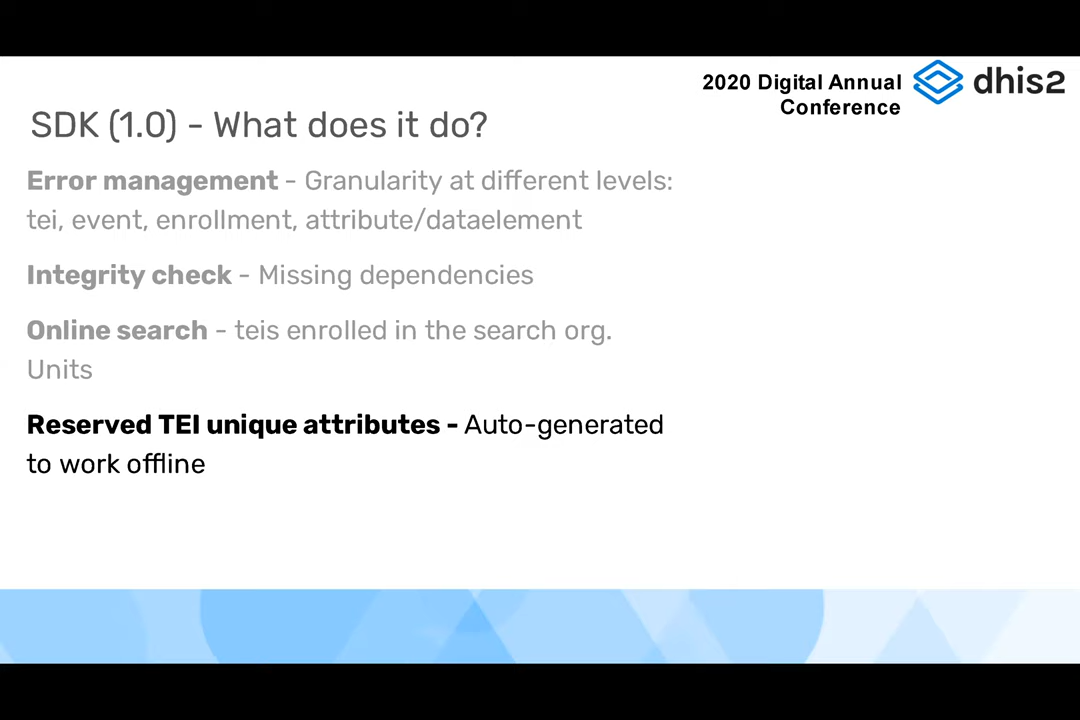 2020 Digital Annual
Conference
dhis2
SDK (1.0) - What does it do?
Error management - Granularity at different levels:
tei, event, enrollment, attribute/dataelement
Integrity check - Missing dependencies
Online search - teis enrolled in the search org.
Units
Reserved TEI unique attributes - Auto-generated
to work offline